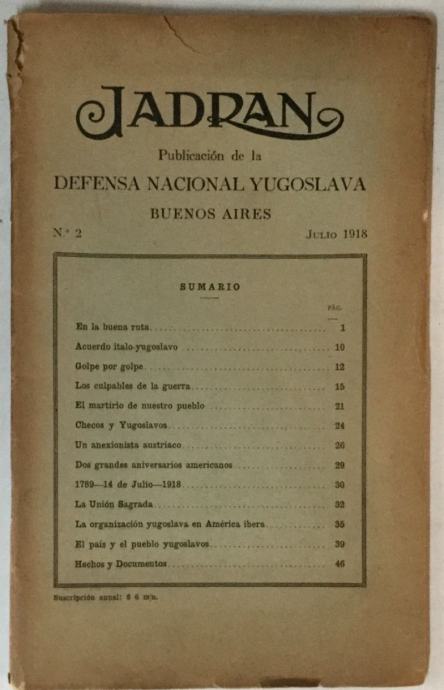 JADRAN
Publicación de la
DEFENSA NACIONAL YUGOSLAVA
BUENOS AIRES
N.º 2 JULIO 1918
SUMARIO
PÁG.
En la buena ruta 1
Acuerdo italo-yugoslavo 10
Golpe por golpe 12
Los culpables de la guerra 15
El martirio de nuestro pueblo 21
Checos y Yugoslavos 24
Un anexionista austriaco 26
Dos grandes aniversarios americanos 29
1789—14 de Julio—1918 30
La Unión Sagrada 32
La organización yugoslava en América ibera 35
El país y el pueblo yugoslavos 39
Hechos y Documentos 46
Suscripción anual: $ 6 m/n.